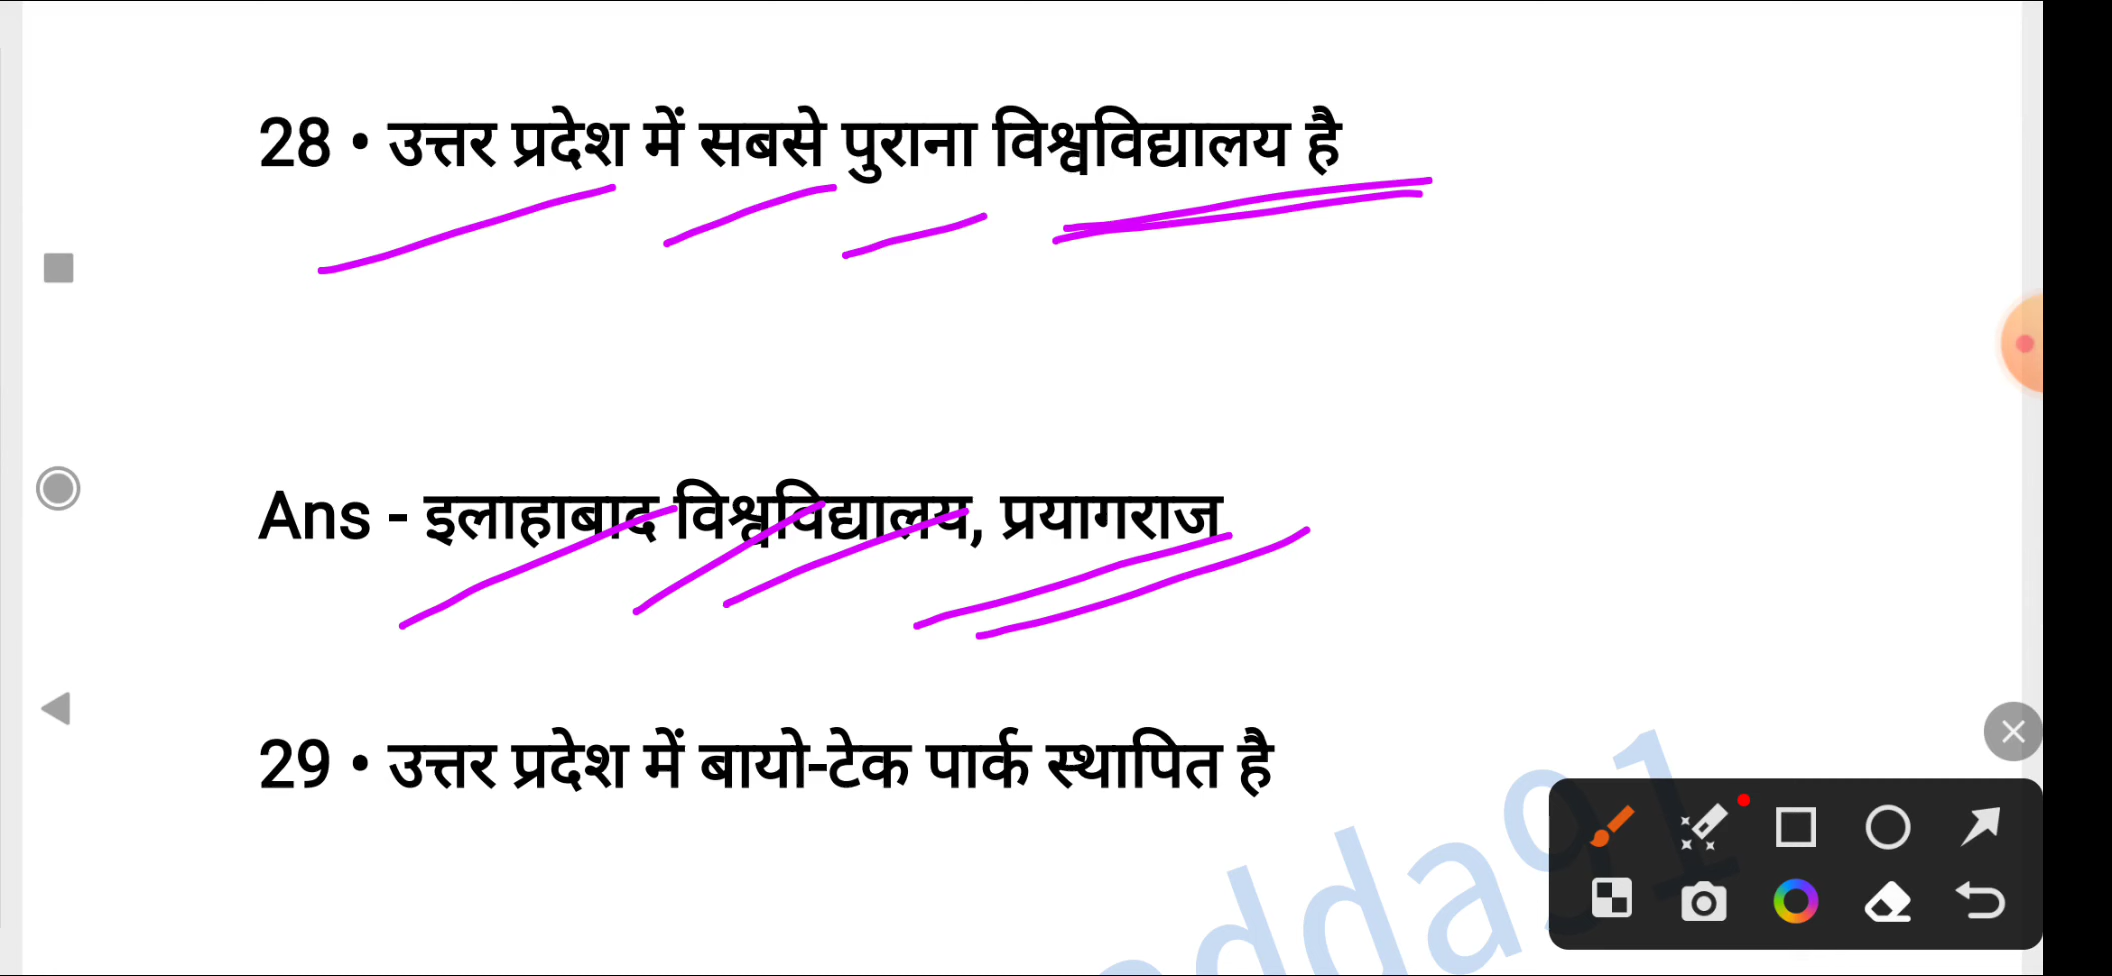 28 • उत्तर प्रदेश में सबसे पुराना विश्वविद्यालय है
Ans - इलाहाबाद विश्वविद्यालय, प्रयागराज
29 • उत्तर प्रदेश में बायो-टेक पार्क स्थापित है